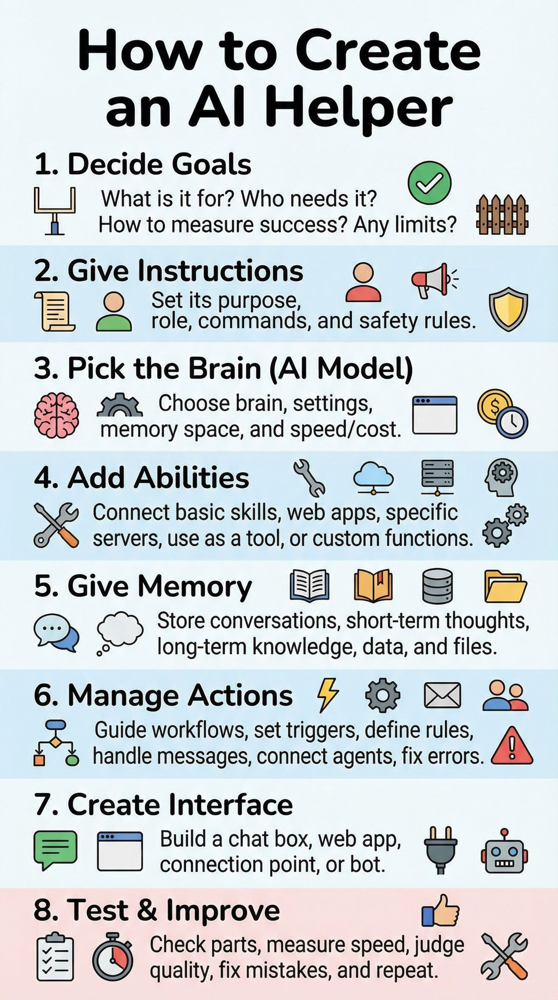 How to Create
an AI Helper
1. Decide Goals
What is it for? Who needs it?
How to measure success? Any limits?
2. Give Instructions
Set its purpose,
role, commands, and safety rules.
3. Pick the Brain (AI Model)
Choose brain, settings,
memory space, and speed/cost.
$
4. Add Abilities
Connect basic skills, web apps, specific
servers, use as a tool, or custom functions.
5. Give Memory
Store conversations, short-term thoughts,
long-term knowledge, data, and files.
6. Manage Actions
Guide workflows, set triggers, define rules,
handle messages, connect agents, fix errors.
!
7. Create Interface
Build a chat box, web app,
connection point, or bot.
8. Test & Improve
Check parts, measure speed, judge
quality, fix mistakes, and repeat.